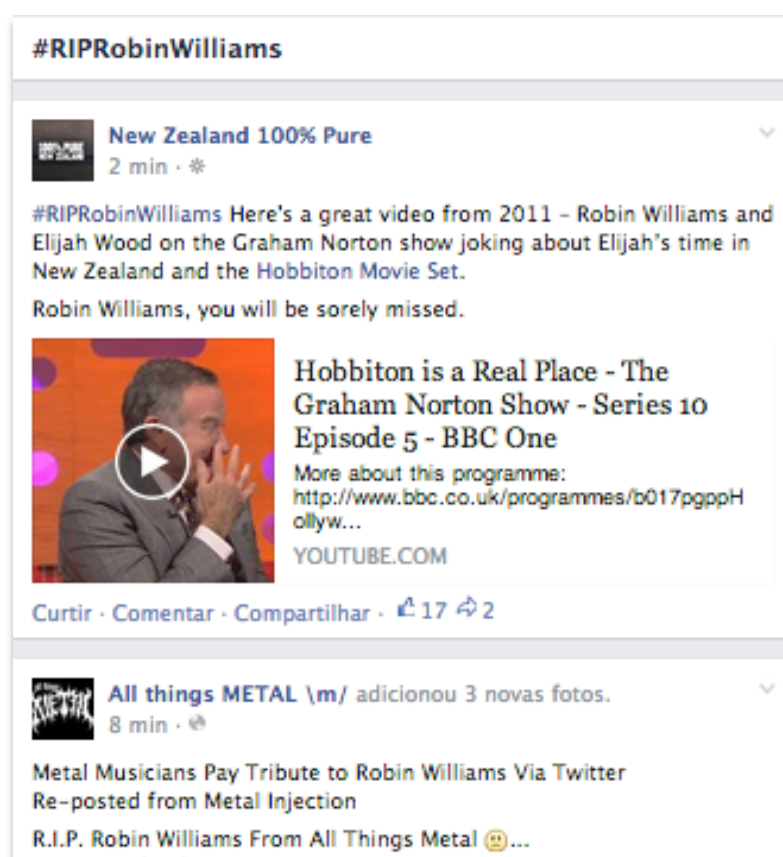 #RIPRobinWilliams
100% PURE
NEW ZEALAND
New Zealand 100% Pure
2 min ·
#RIPRobinWilliams Here's a great video from 2011 – Robin Williams and
Elijah Wood on the Graham Norton show joking about Elijah's time in
New Zealand and the Hobbiton Movie Set.
Robin Williams, you will be sorely missed.
Hobbiton is a Real Place - The
Graham Norton Show - Series 10
Episode 5 - BBC One
More about this programme:
http://www.bbc.co.uk/programmes/b017pgppH
ollyw...
YOUTUBE.COM
Curtir · Comentar · Compartilhar · 17 2
METAL
All things METAL \m/ adicionou 3 novas fotos.
8 min ·
Metal Musicians Pay Tribute to Robin Williams Via Twitter
Re-posted from Metal Injection
R.I.P. Robin Williams From All Things Metal 🙁...